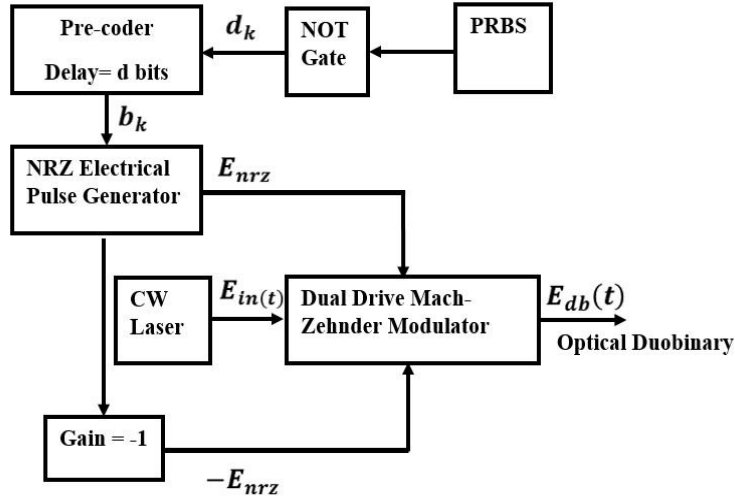 Pre-coder
Delay= d bits
d_k
NOT
Gate
PRBS
b_k
NRZ Electrical
Pulse Generator
E_nrz
CW
Laser
E_in(t)
Dual Drive Mach-
Zehnder Modulator
E_db(t)
Optical Duobinary
Gain = -1
−E_nrz